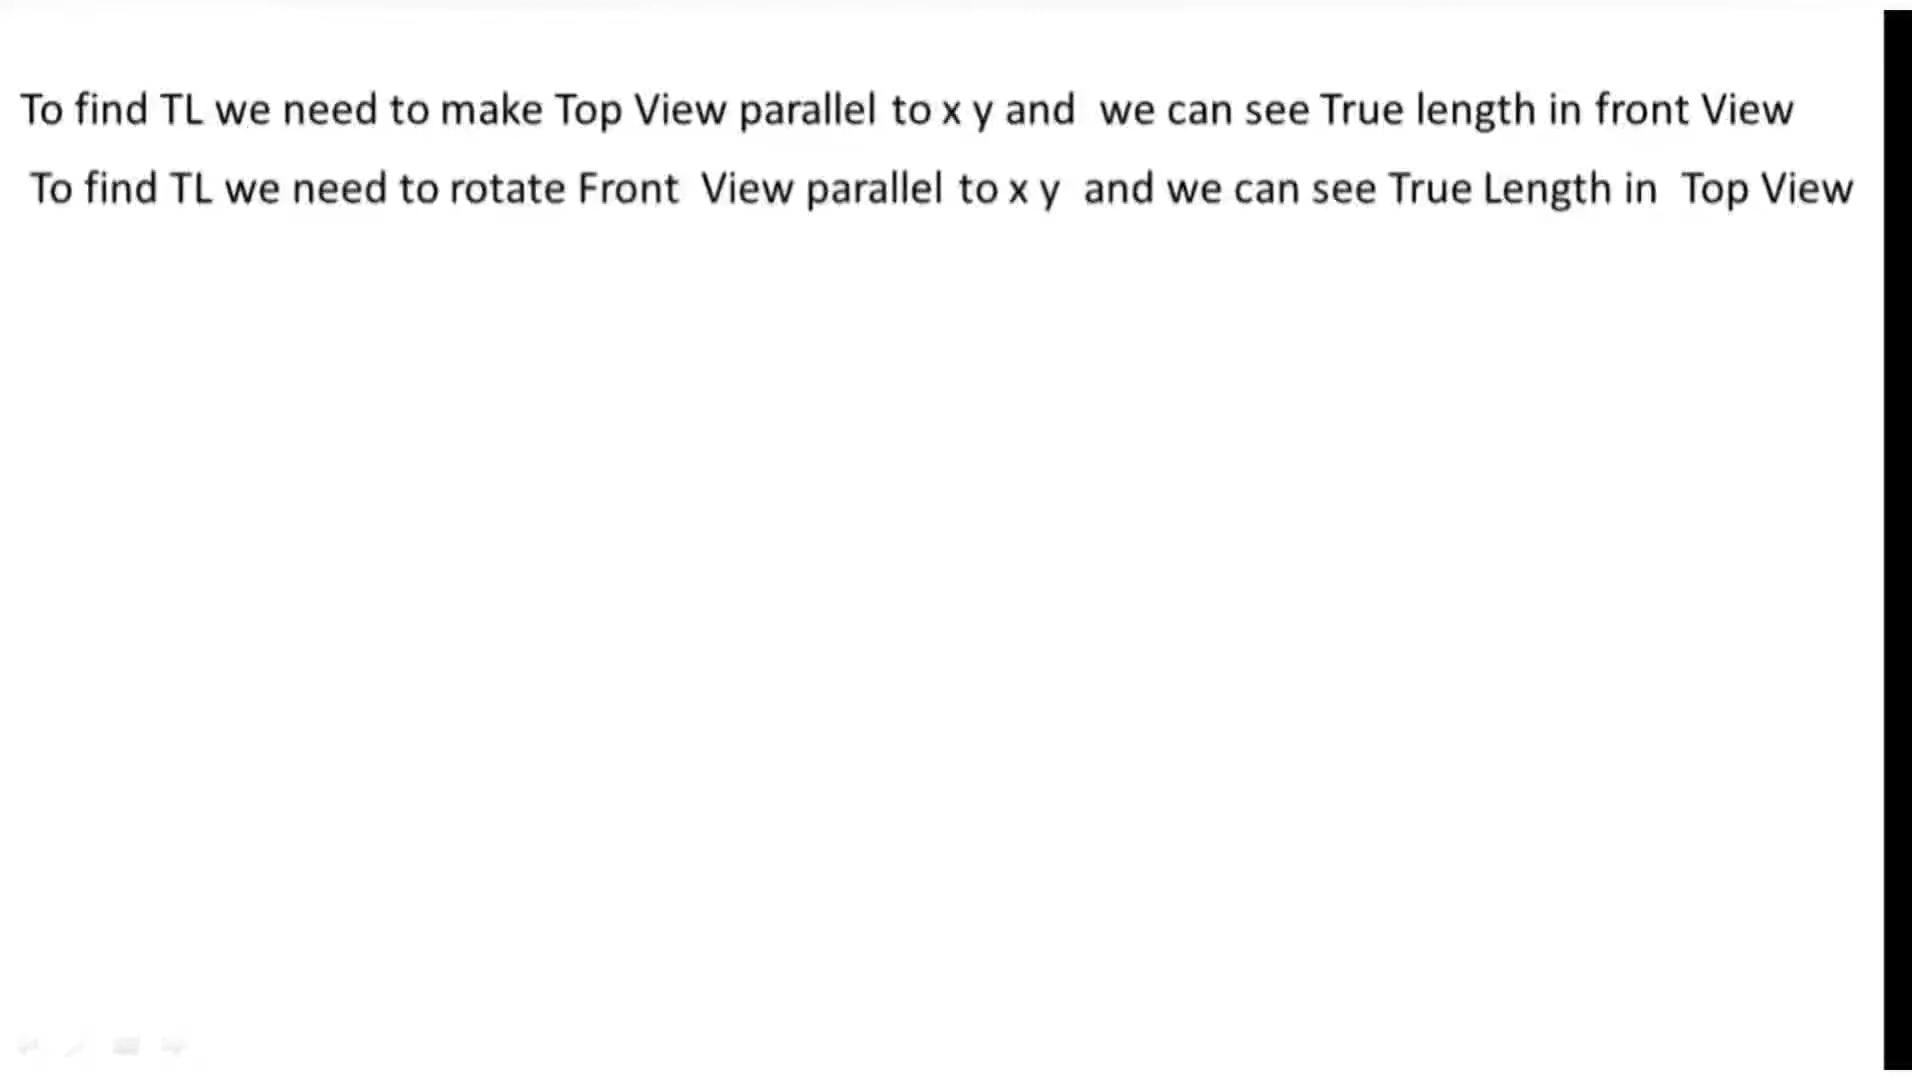 To find TL we need to make Top View parallel to x y and we can see True length in front View
To find TL we need to rotate Front View parallel to x y and we can see True Length in Top View